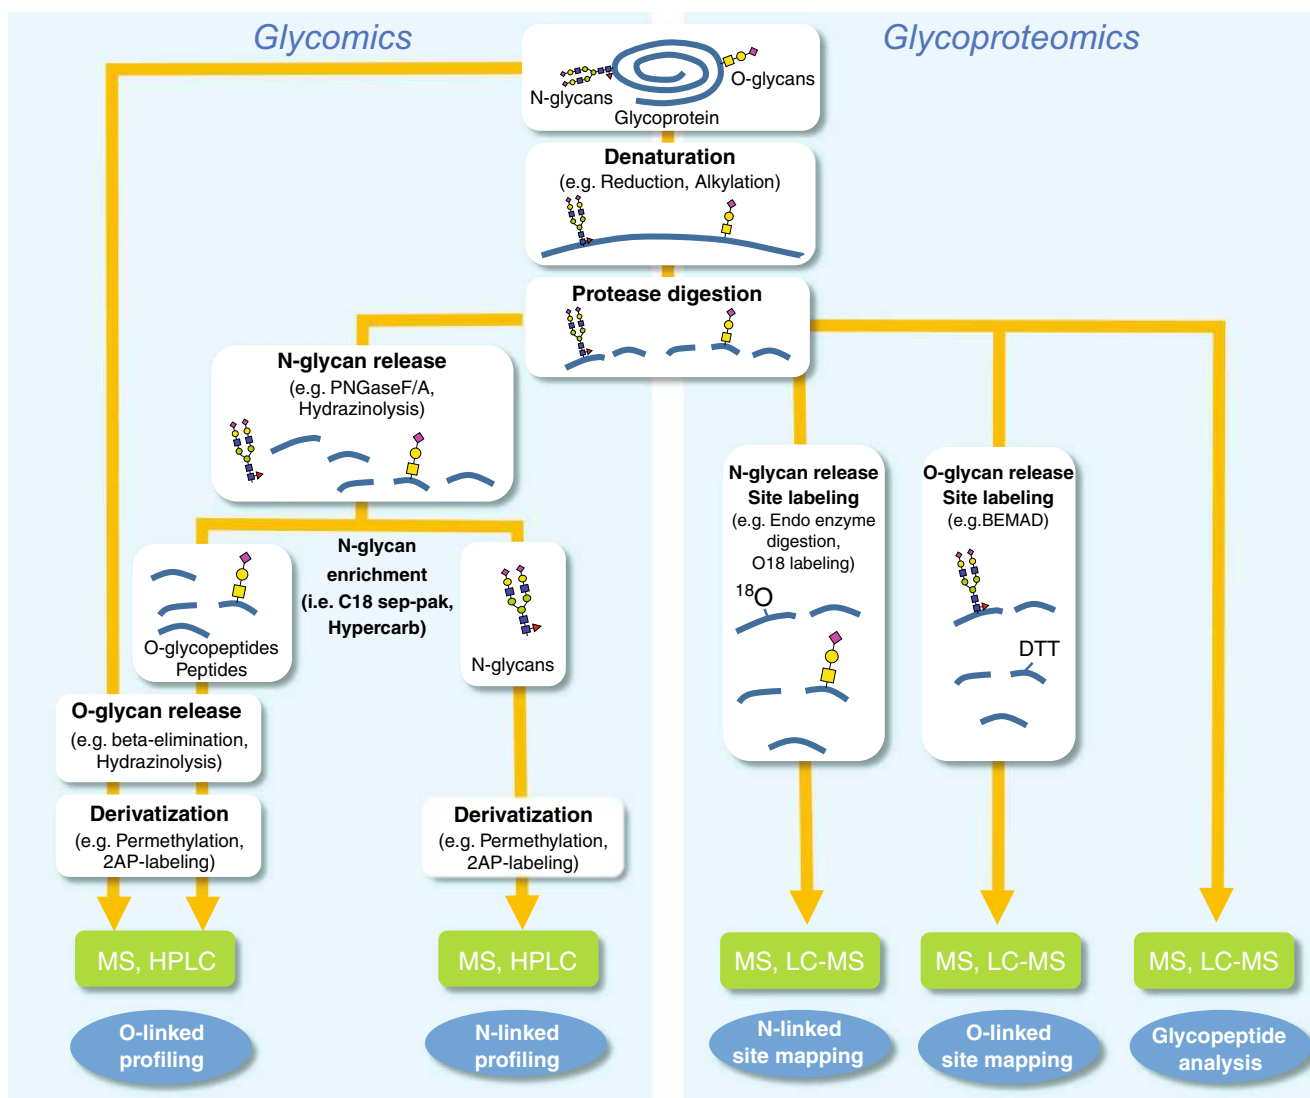 Glycomics
Glycoproteomics
O-glycans
N-glycans
Glycoprotein
Denaturation
(e.g. Reduction, Alkylation)
Protease digestion
N-glycan release
(e.g. PNGaseF/A,
Hydrazinolysis)
N-glycan
enrichment
(i.e. C18 sep-pak,
Hypercarb)
O-glycopeptides
Peptides
N-glycans
O-glycan release
(e.g. beta-elimination,
Hydrazinolysis)
Derivatization
(e.g. Permethylation,
2AP-labeling)
Derivatization
(e.g. Permethylation,
2AP-labeling)
N-glycan release
Site labeling
(e.g. Endo enzyme
digestion,
O18 labeling)
18O
O-glycan release
Site labeling
(e.g.BEMAD)
DTT
MS, HPLC
MS, HPLC
MS, LC-MS
MS, LC-MS
MS, LC-MS
O-linked
profiling
N-linked
profiling
N-linked
site mapping
O-linked
site mapping
Glycopeptide
analysis